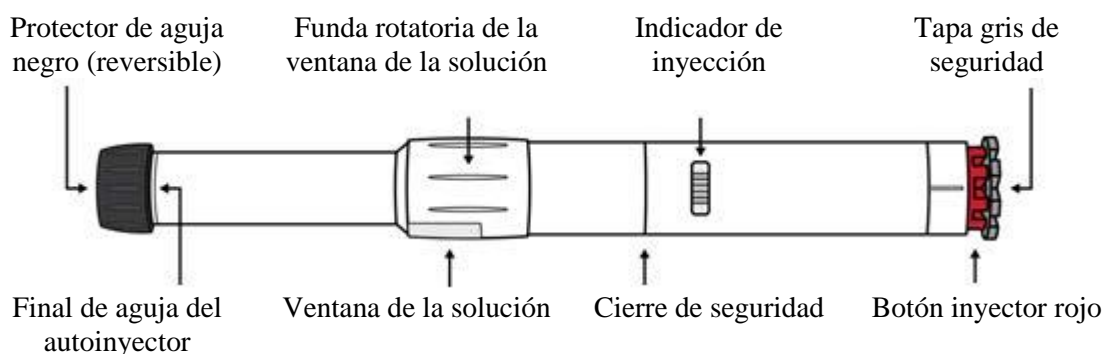 Protector de aguja
negro (reversible)
Funda rotatoria de la
ventana de la solución
Indicador de
inyección
Tapa gris de
seguridad
Final de aguja del
autoinyector
Ventana de la solución
Cierre de seguridad
Botón inyector rojo